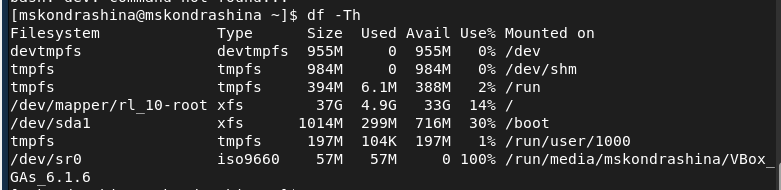 bash: dev: command not found...
[mskondrashina@mskondrashina ~]$ df -Th
Filesystem Type Size Used Avail Use% Mounted on
devtmpfs devtmpfs 955M 0 955M 0% /dev
tmpfs tmpfs 984M 0 984M 0% /dev/shm
tmpfs tmpfs 394M 6.1M 388M 2% /run
/dev/mapper/rl_10-root xfs 37G 4.9G 33G 14% /
/dev/sda1 xfs 1014M 299M 716M 30% /boot
tmpfs tmpfs 197M 104K 197M 1% /run/user/1000
/dev/sr0 iso9660 57M 57M 0 100% /run/media/mskondrashina/VBox_
GAs_6.1.6